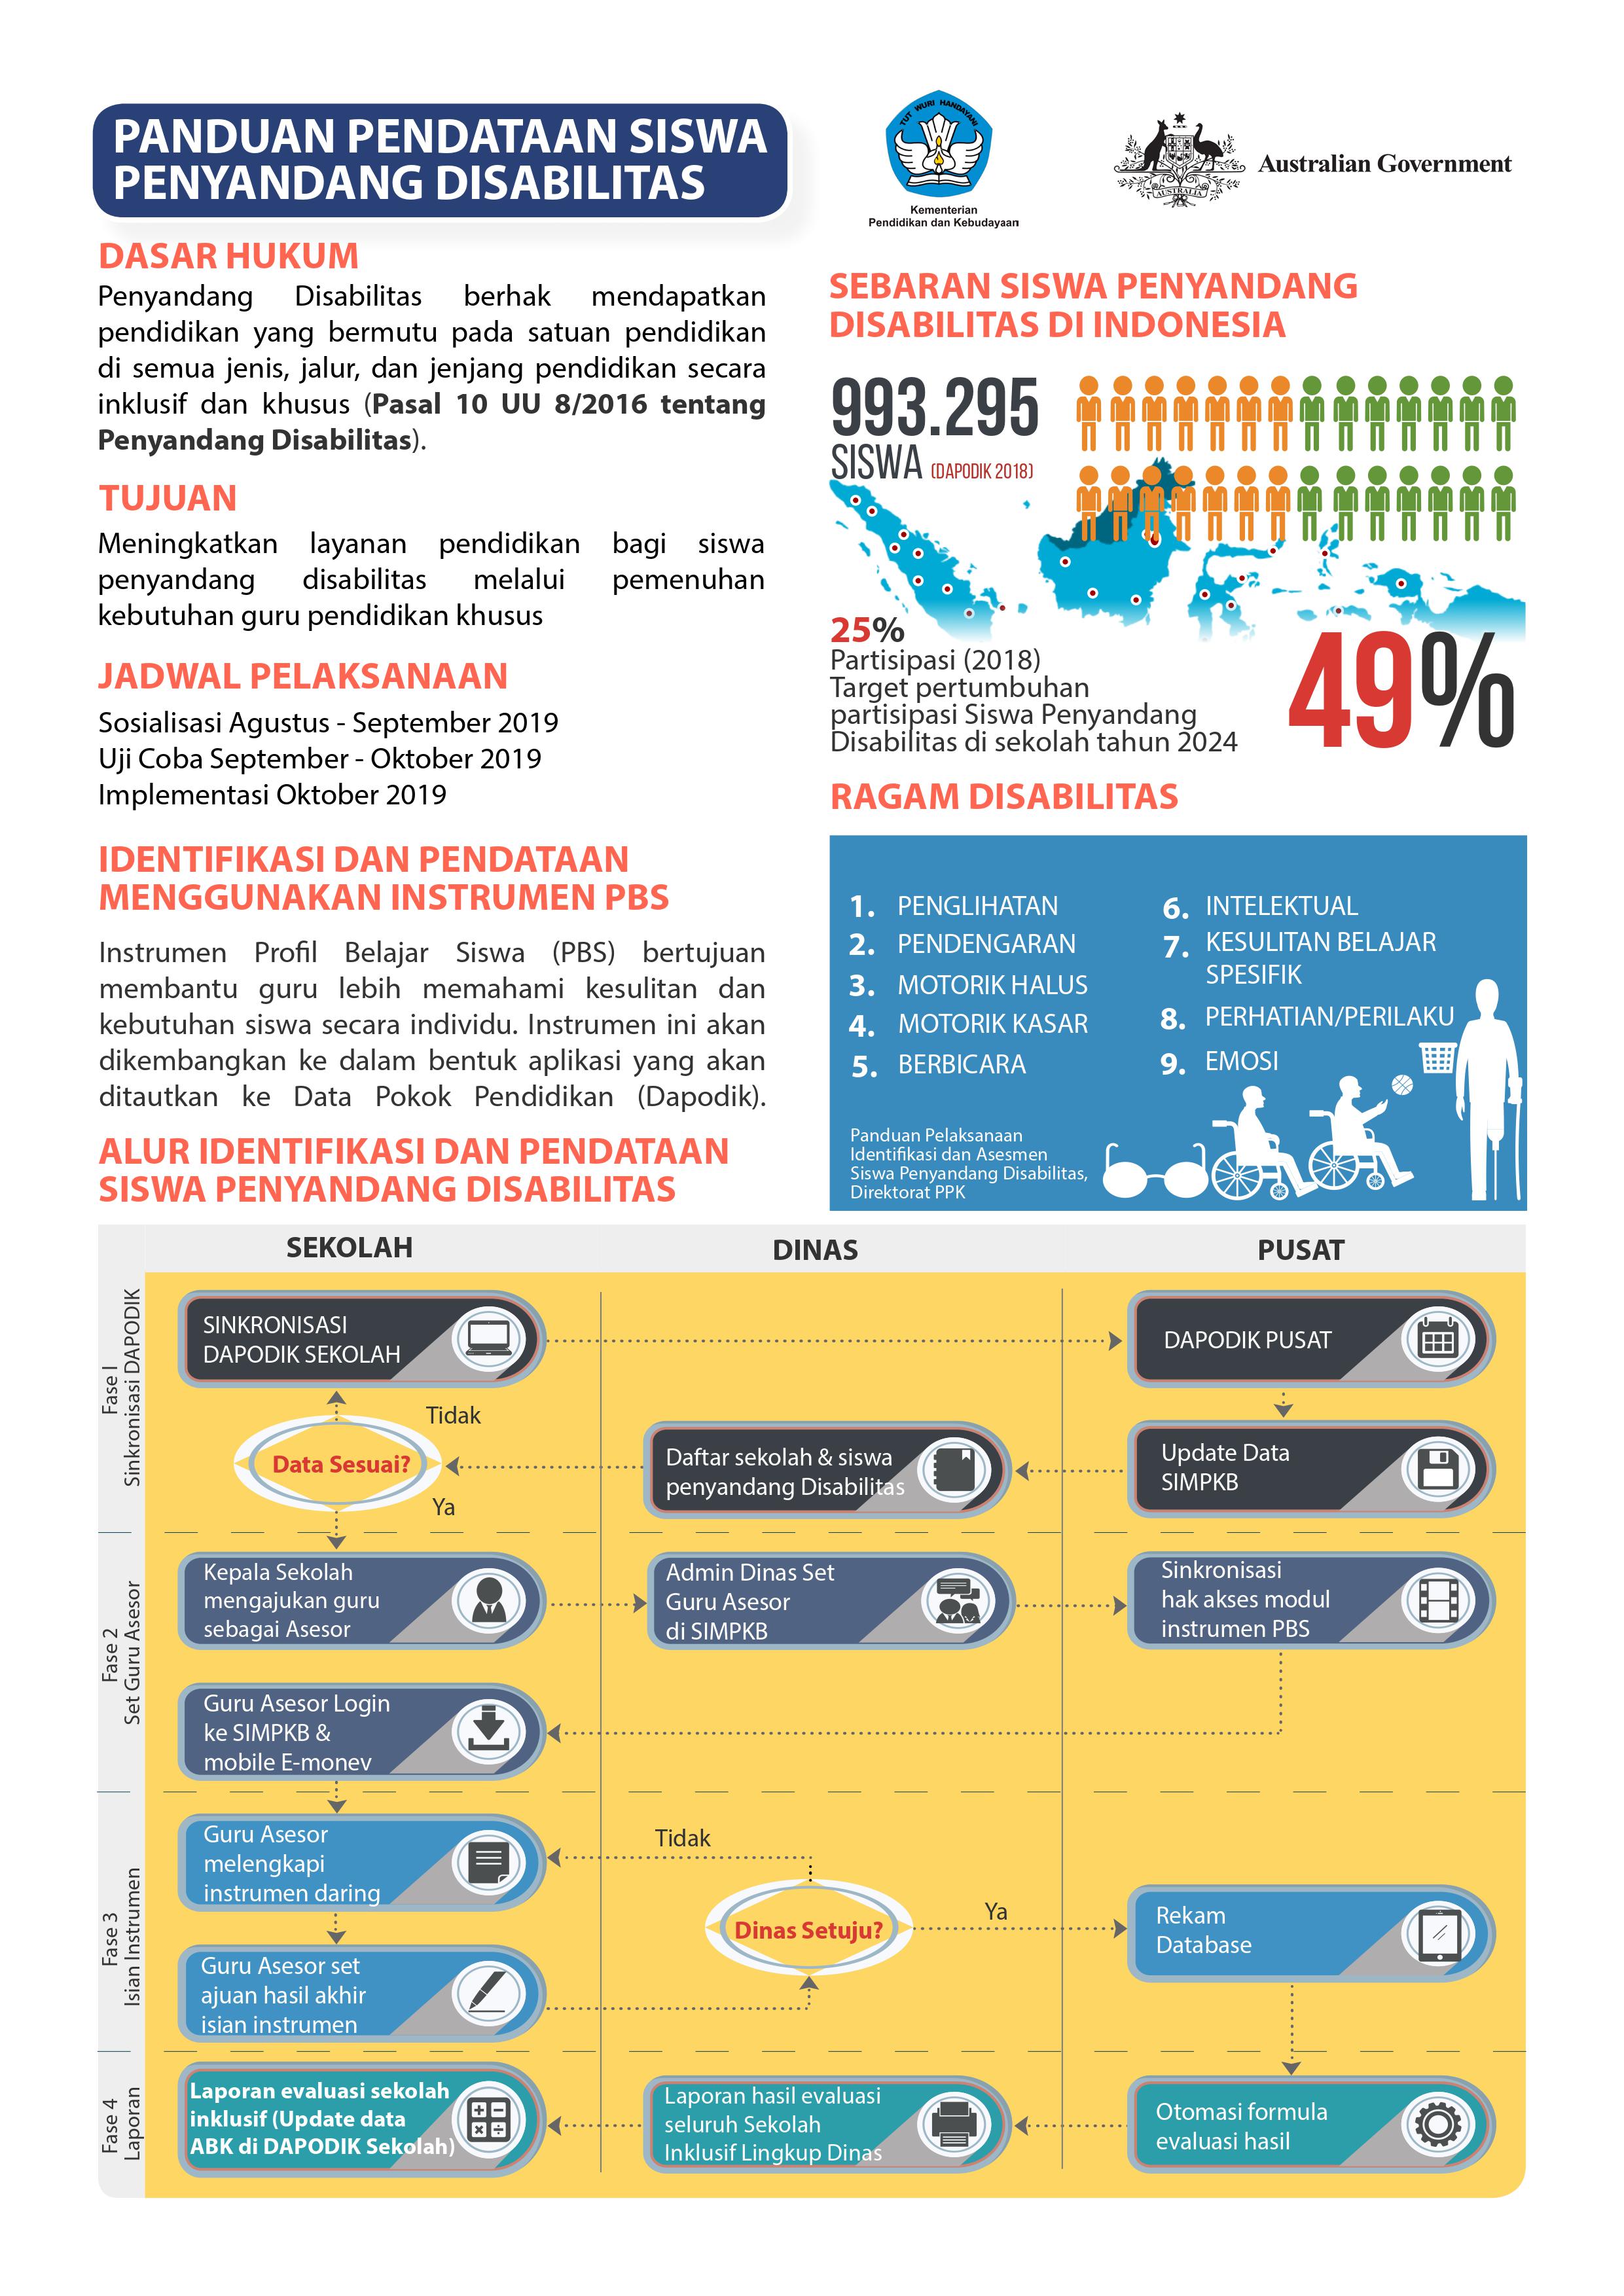 PANDUAN PENDATAAN SISWA
PENYANDANG DISABILITAS
TUT WURI HANDAYANI
Kementerian
Pendidikan dan Kebudayaan
AUSTRALIA
Australian Government
DASAR HUKUM
Penyandang Disabilitas berhak mendapatkan
pendidikan yang bermutu pada satuan pendidikan
di semua jenis, jalur, dan jenjang pendidikan secara
inklusif dan khusus (Pasal 10 UU 8/2016 tentang
Penyandang Disabilitas).
TUJUAN
Meningkatkan layanan pendidikan bagi siswa
penyandang disabilitas melalui pemenuhan
kebutuhan guru pendidikan khusus
JADWAL PELAKSANAAN
Sosialisasi Agustus - September 2019
Uji Coba September - Oktober 2019
Implementasi Oktober 2019
IDENTIFIKASI DAN PENDATAAN
MENGGUNAKAN INSTRUMEN PBS
Instrumen Profil Belajar Siswa (PBS) bertujuan
membantu guru lebih memahami kesulitan dan
kebutuhan siswa secara individu. Instrumen ini akan
dikembangkan ke dalam bentuk aplikasi yang akan
ditautkan ke Data Pokok Pendidikan (Dapodik).
SEBARAN SISWA PENYANDANG
DISABILITAS DI INDONESIA
993.295
SISWA (DAPODIK 2018)
25%
Partisipasi (2018)
Target pertumbuhan
partisipasi Siswa Penyandang
Disabilitas di sekolah tahun 2024
49%
RAGAM DISABILITAS
1. PENGLIHATAN
2. PENDENGARAN
3. MOTORIK HALUS
4. MOTORIK KASAR
5. BERBICARA
6. INTELEKTUAL
7. KESULITAN BELAJAR
SPESIFIK
8. PERHATIAN/PERILAKU
9. EMOSI
Panduan Pelaksanaan
Identifikasi dan Asesmen
Siswa Penyandang Disabilitas,
Direktorat PPK
ALUR IDENTIFIKASI DAN PENDATAAN
SISWA PENYANDANG DISABILITAS
SEKOLAH
DINAS
PUSAT
Fase I
Sinkronisasi DAPODIK
SINKRONISASI
DAPODIK SEKOLAH
DAPODIK PUSAT
Tidak
Data Sesuai?
Ya
Daftar sekolah & siswa
penyandang Disabilitas
Update Data
SIMPKB
Fase 2
Set Guru Asesor
Kepala Sekolah
mengajukan guru
sebagai Asesor
Admin Dinas Set
Guru Asesor
di SIMPKB
Sinkronisasi
hak akses modul
instrumen PBS
Guru Asesor Login
ke SIMPKB &
mobile E-monev
Fase 3
Isian Instrumen
Guru Asesor
melengkapi
instrumen daring
Tidak
Dinas Setuju?
Ya
Rekam
Database
Guru Asesor set
ajuan hasil akhir
isian instrumen
Fase 4
Laporan
Laporan evaluasi sekolah
inklusif (Update data
ABK di DAPODIK Sekolah)
Laporan hasil evaluasi
seluruh Sekolah
Inklusif Lingkup Dinas
Otomasi formula
evaluasi hasil